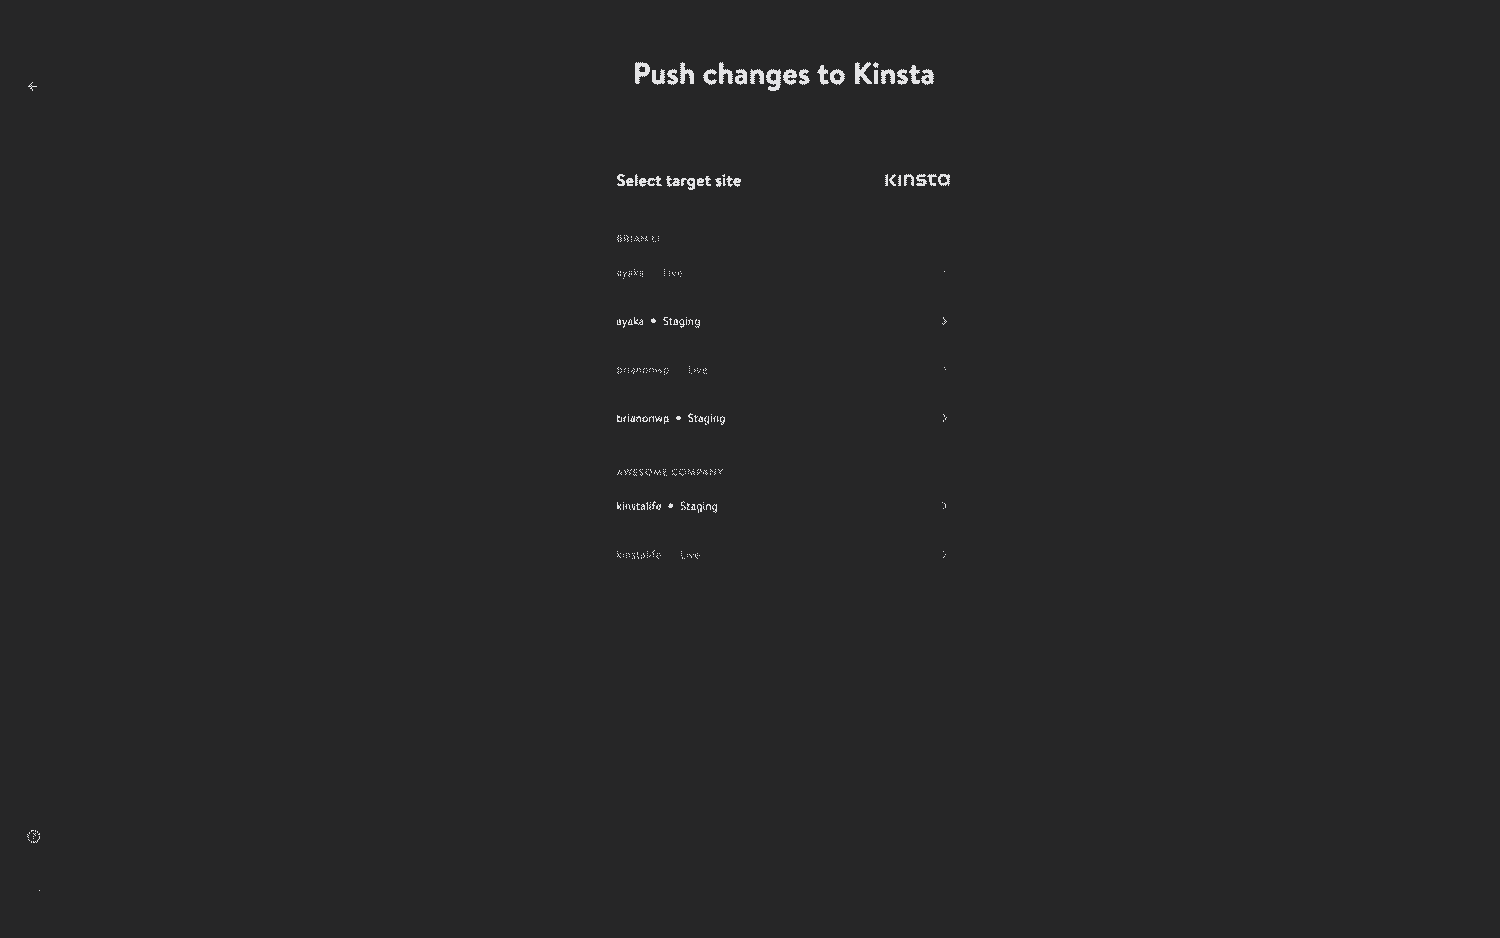 Push changes to Kinsta
Select target site
KINSTA
BRIAN LI
ayaka Live
ayaka • Staging
brianonwp Live
brianonwp • Staging
AWESOME COMPANY
kinstalife • Staging
kinstalife Live